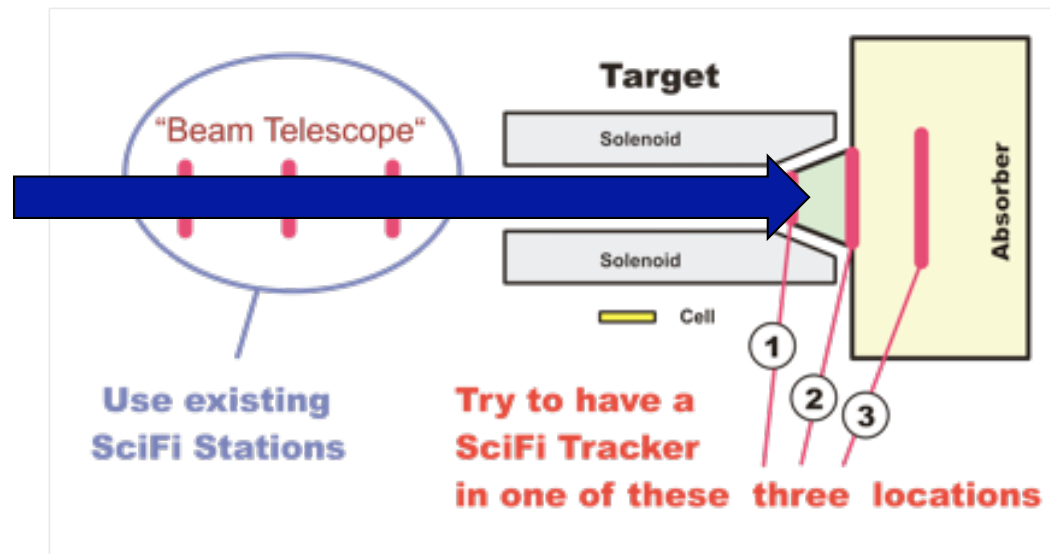 Target
Solenoid
"Beam Telescope"
Absorber
Solenoid
Cell
1
2
3
Use existing
SciFi Stations
Try to have a
SciFi Tracker
in one of these three locations